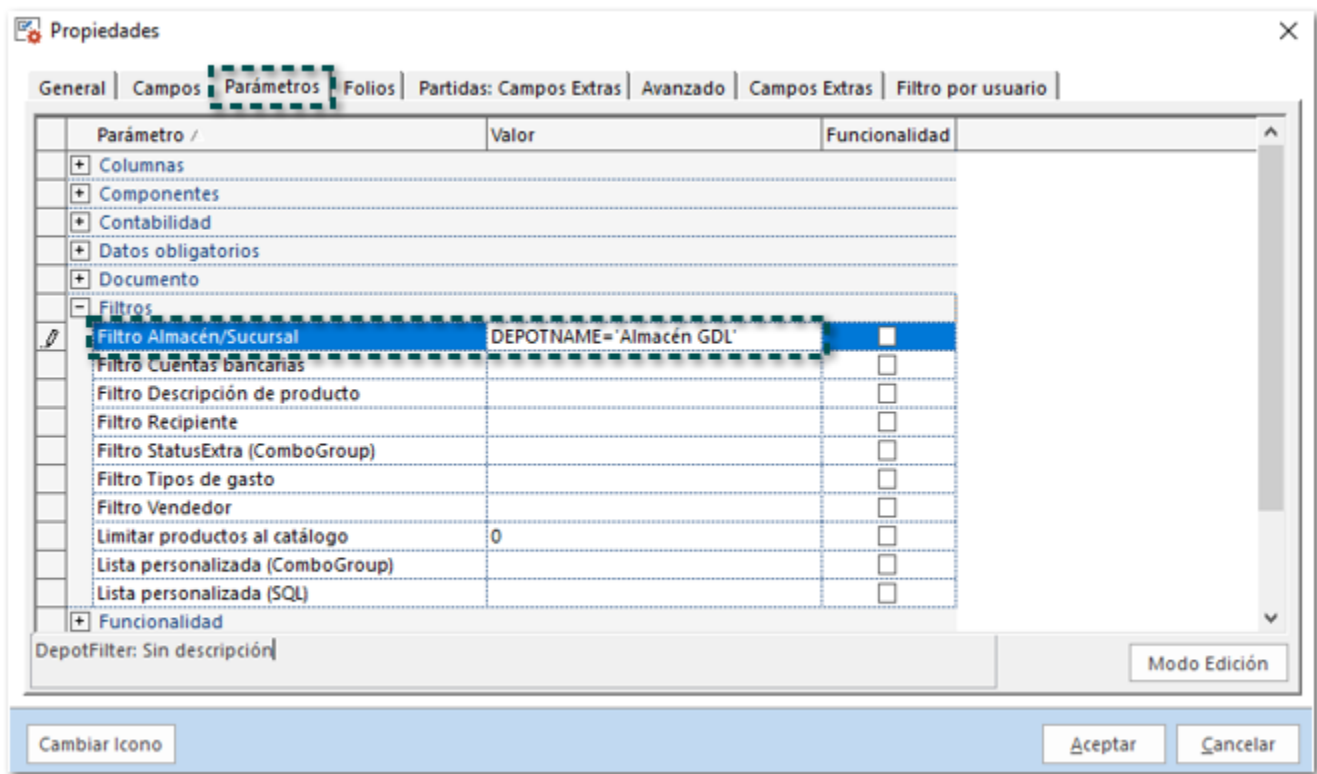 Propiedades
General Campos Parámetros Folios Partidas: Campos Extras Avanzado Campos Extras Filtro por usuario
Parámetro Valor Funcionalidad
Columnas
Componentes
Contabilidad
Datos obligatorios
Documento
Filtros
Filtro Almacén/Sucursal DEPOTNAME='Almacén GDL'
Filtro Cuentas bancarias
Filtro Descripción de producto
Filtro Recipiente
Filtro StatusExtra (ComboGroup)
Filtro Tipos de gasto
Filtro Vendedor
Limitar productos al catálogo 0
Lista personalizada (ComboGroup)
Lista personalizada (SQL)
Funcionalidad
DepotFilter: Sin descripción
Modo Edición
Cambiar Icono Aceptar Cancelar